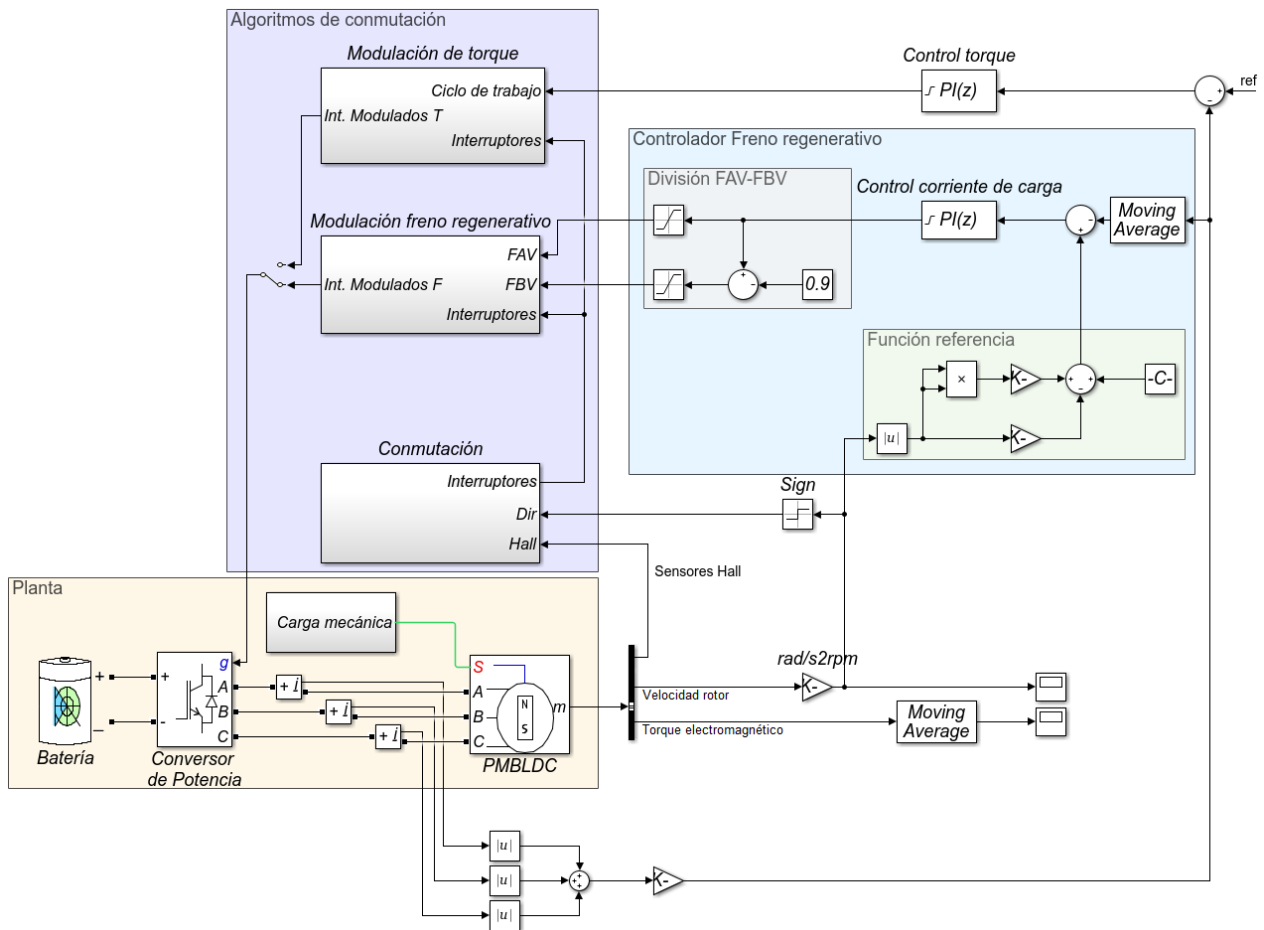 Algoritmos de conmutación
Modulación de torque
Ciclo de trabajo
Int. Modulados T
Interruptores
Control torque
PI(z)
ref
+
-
Controlador Freno regenerativo
División FAV-FBV
Control corriente de carga
PI(z)
-
+
Moving
Average
+
-
0.9
Modulación freno regenerativo
FAV
Int. Modulados F
FBV
Interruptores
Función referencia
×
K-
+
+
-
-C-
|u|
K-
Conmutación
Interruptores
Dir
Hall
Sign
Sensores Hall
Planta
Carga mecánica
+
-
Batería
+
-
g
A
B
C
Conversor
de Potencia
+ i
+ i
+ i
S
A
B
C
N
S
m
PMBLDC
rad/s2rpm
K-
Velocidad rotor
Torque electromagnético
Moving
Average
|u|
|u|
|u|
+
+
+
K-